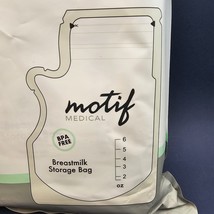 motif
MEDICAL
BPA
FREE
Breastmilk
Storage Bag
6
5
4
3
2
oz